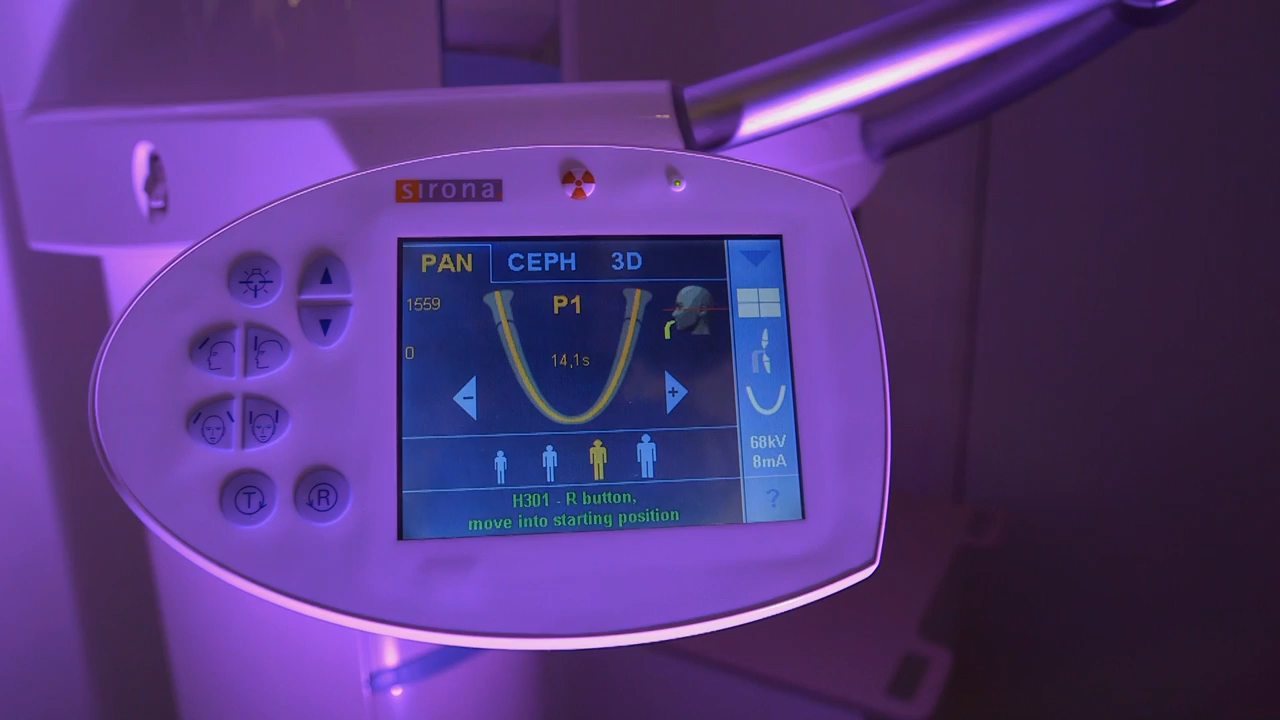 sirona
PAN CEPH 3D
1559
P1
0
14,1s
- +
68kV
8mA
H301 - R button,
move into starting position
?
T R